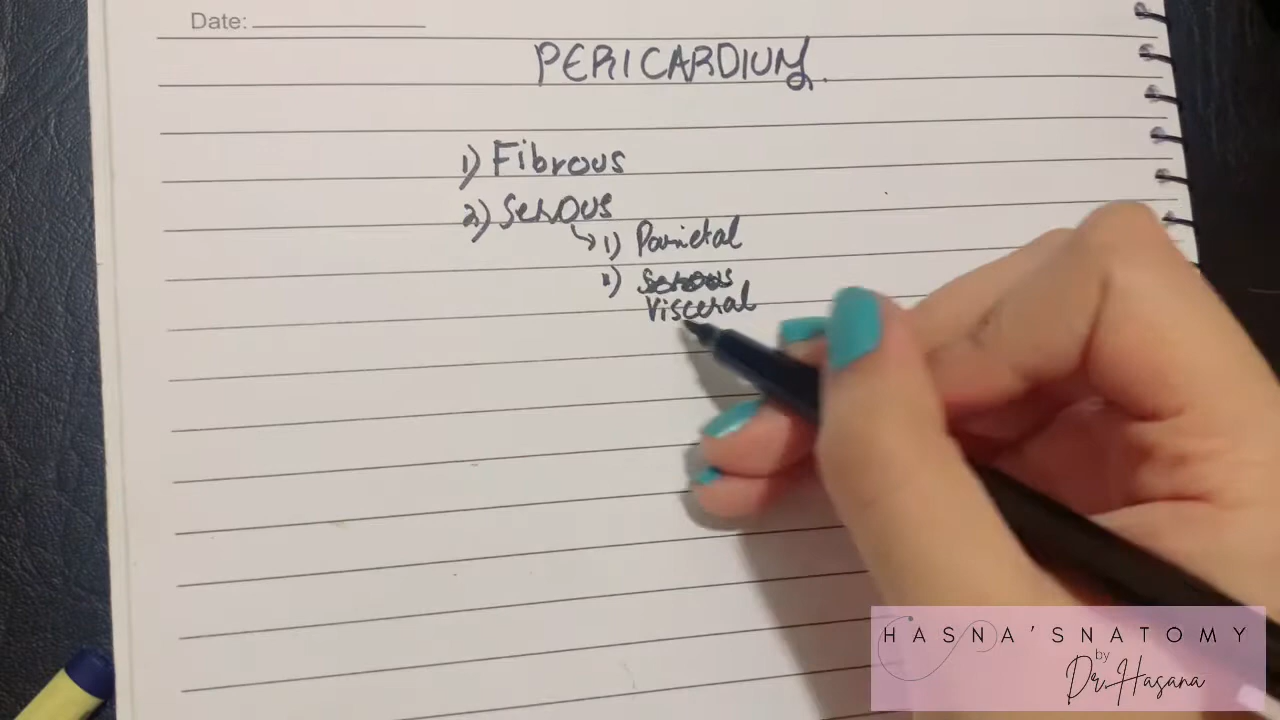 Date:
PERICARDIUM.
1) Fibrous
2) Serous
1) Parietal
2) Serous
Visceral
HASNA'SNATOMY
by
Dr.Hasana